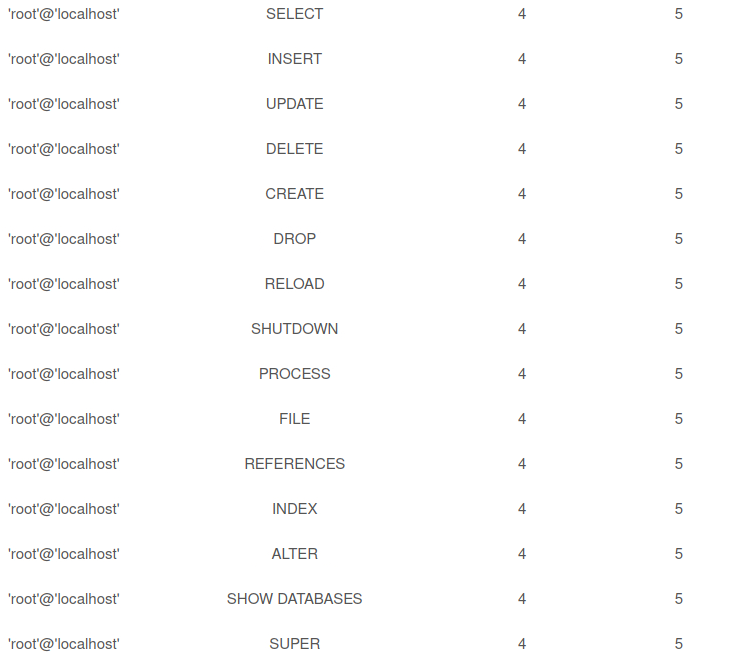 'root'@'localhost' SELECT 4 5
'root'@'localhost' INSERT 4 5
'root'@'localhost' UPDATE 4 5
'root'@'localhost' DELETE 4 5
'root'@'localhost' CREATE 4 5
'root'@'localhost' DROP 4 5
'root'@'localhost' RELOAD 4 5
'root'@'localhost' SHUTDOWN 4 5
'root'@'localhost' PROCESS 4 5
'root'@'localhost' FILE 4 5
'root'@'localhost' REFERENCES 4 5
'root'@'localhost' INDEX 4 5
'root'@'localhost' ALTER 4 5
'root'@'localhost' SHOW DATABASES 4 5
'root'@'localhost' SUPER 4 5